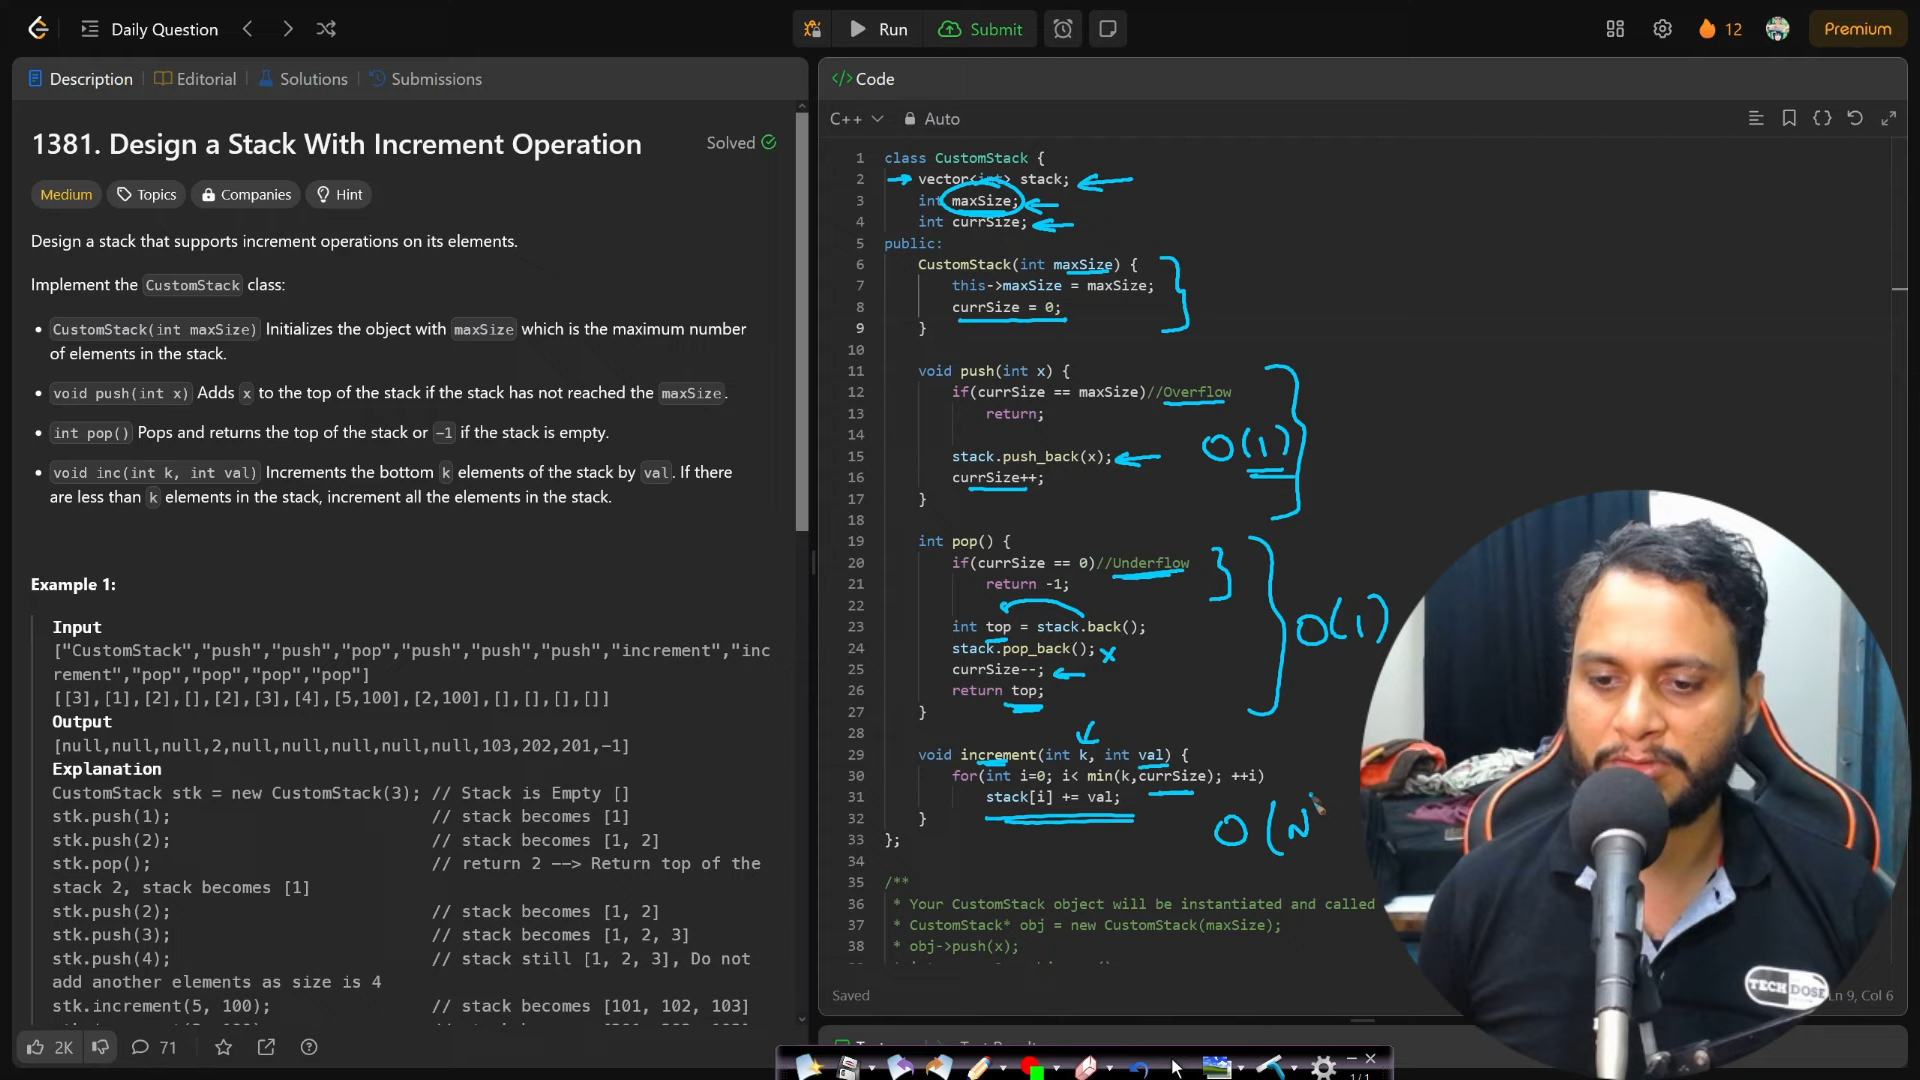 Daily Question
Run
Submit
12
Premium
Description
Editorial
Solutions
Submissions
1381. Design a Stack With Increment Operation
Solved
Medium
Topics
Companies
Hint
Design a stack that supports increment operations on its elements.
Implement the CustomStack class:
• CustomStack(int maxSize) Initializes the object with maxSize which is the maximum number
of elements in the stack.
• void push(int x) Adds x to the top of the stack if the stack has not reached the maxSize.
• int pop() Pops and returns the top of the stack or -1 if the stack is empty.
• void inc(int k, int val) Increments the bottom k elements of the stack by val. If there
are less than k elements in the stack, increment all the elements in the stack.
Example 1:
Input
["CustomStack","push","push","pop","push","push","push","increment","inc
rement","pop","pop","pop","pop"]
[[3],[1],[2],[],[2],[3],[4],[5,100],[2,100],[],[],[],[]]
Output
[null,null,null,2,null,null,null,null,null,103,202,201,-1]
Explanation
CustomStack stk = new CustomStack(3); // Stack is Empty []
stk.push(1); // stack becomes [1]
stk.push(2); // stack becomes [1, 2]
stk.pop(); // return 2 --> Return top of the
stack 2, stack becomes [1]
stk.push(2); // stack becomes [1, 2]
stk.push(3); // stack becomes [1, 2, 3]
stk.push(4); // stack still [1, 2, 3], Do not
add another elements as size is 4
stk.increment(5, 100); // stack becomes [101, 102, 103]
2K
71
Code
C++
Auto
1 class CustomStack {
2 vector<int> stack;
3 int maxSize;
4 int currSize;
5 public:
6 CustomStack(int maxSize) {
7 this->maxSize = maxSize;
8 currSize = 0;
9 }
10
11 void push(int x) {
12 if(currSize == maxSize)//Overflow
13 return;
14
O(1)
15 stack.push_back(x);
16 currSize++;
17 }
18
19 int pop() {
20 if(currSize == 0)//Underflow
21 return -1;
22
23 int top = stack.back();
O(1)
24 stack.pop_back(); x
25 currSize--;
26 return top;
27 }
28
29 void increment(int k, int val) {
30 for(int i=0; i< min(k,currSize); ++i)
31 stack[i] += val;
32 }
O(N
33 };
34
35 /**
36 * Your CustomStack object will be instantiated and called
37 * CustomStack* obj = new CustomStack(maxSize);
38 * obj->push(x);
Saved
Ln 9, Col 6
TECH DOSE
1/1